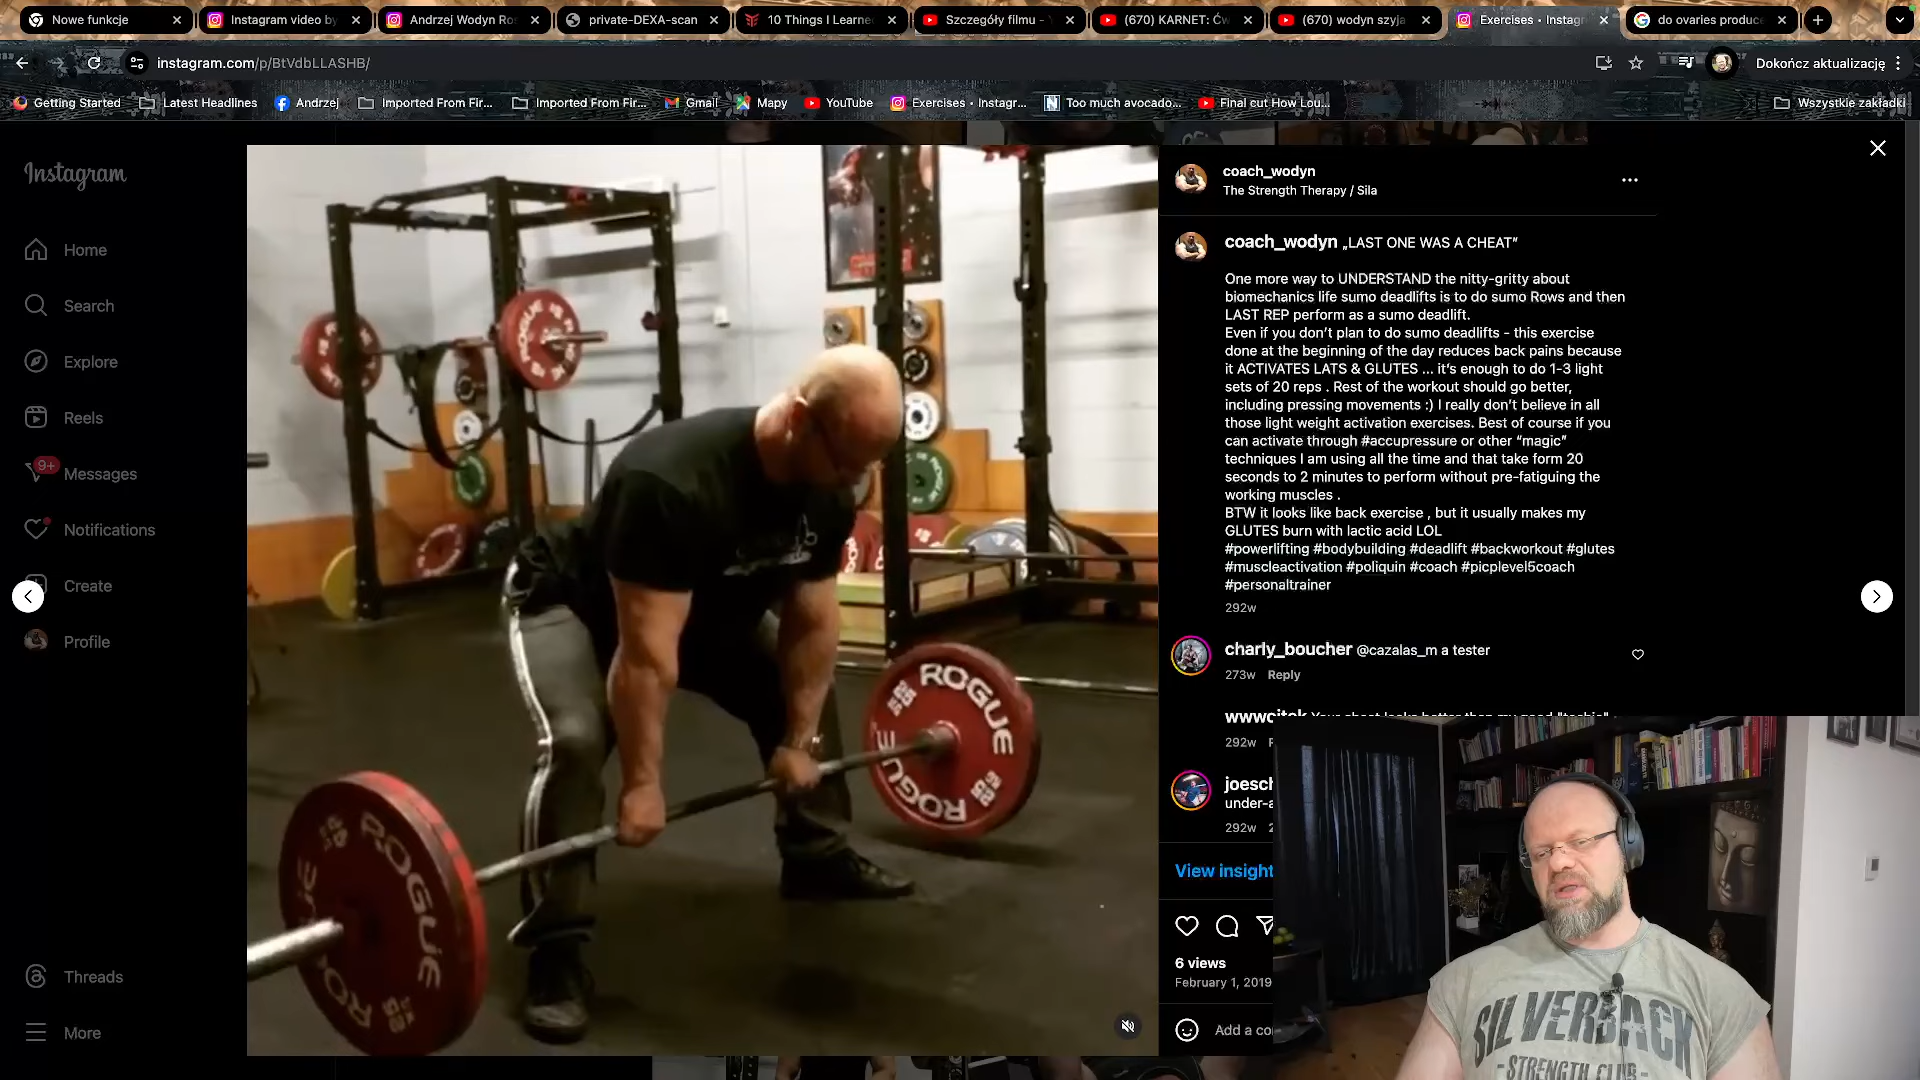 Nowe funkcje
Instagram video by
Andrzej Wodyn Ro
private-DEXA-scan
10 Things I Learne
Szczegóły filmu -
(670) KARNET: Ćw
(670) wodyn szyja
Exercises • Instagr
do ovaries produc
instagram.com/p/BtVdbLLASHB/
Dokończ aktualizację
Getting Started
Latest Headlines
Andrzej
Imported From Fir...
Imported From Fir...
Gmail
Mapy
YouTube
Exercises • Instagr...
Too much avocado...
Final cut How Lou...
Wszystkie zakładki
Instagram
Home
Search
Explore
Reels
9+
Messages
Notifications
Create
Profile
Threads
More
ROGUE
ROGUE
ROGUE
ROGUE
25
25
coach_wodyn
The Strength Therapy / Sila
coach_wodyn „LAST ONE WAS A CHEAT”
One more way to UNDERSTAND the nitty-gritty about
biomechanics life sumo deadlifts is to do sumo Rows and then
LAST REP perform as a sumo deadlift.
Even if you don’t plan to do sumo deadlifts - this exercise
done at the beginning of the day reduces back pains because
it ACTIVATES LATS & GLUTES ... it’s enough to do 1-3 light
sets of 20 reps . Rest of the workout should go better,
including pressing movements :) I really don’t believe in all
those light weight activation exercises. Best of course if you
can activate through #accupressure or other “magic”
techniques I am using all the time and that take form 20
seconds to 2 minutes to perform without pre-fatiguing the
working muscles .
BTW it looks like back exercise , but it usually makes my
GLUTES burn with lactic acid LOL
#powerlifting #bodybuilding #deadlift #backworkout #glutes
#muscleactivation #poliquin #coach #picplevel5coach
#personaltrainer
292w
charly_boucher @cazalas_m a tester
273w Reply
292w
joesch
under-a
292w
View insight
6 views
February 1, 2019
Add a co
SILVERBACK
STRENGTH CLUB